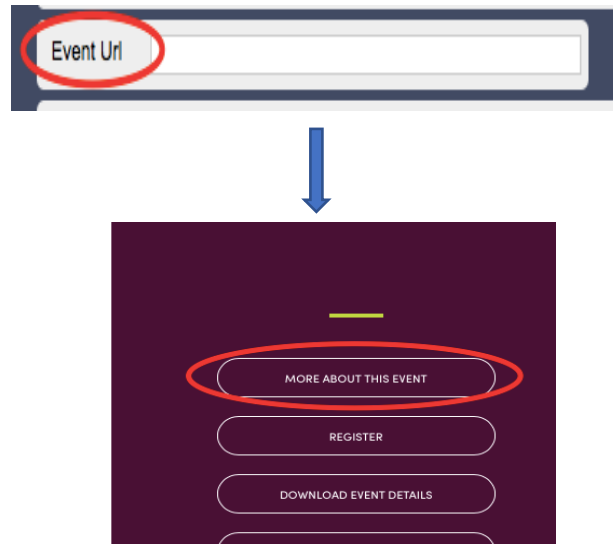 Event Url
MORE ABOUT THIS EVENT
REGISTER
DOWNLOAD EVENT DETAILS